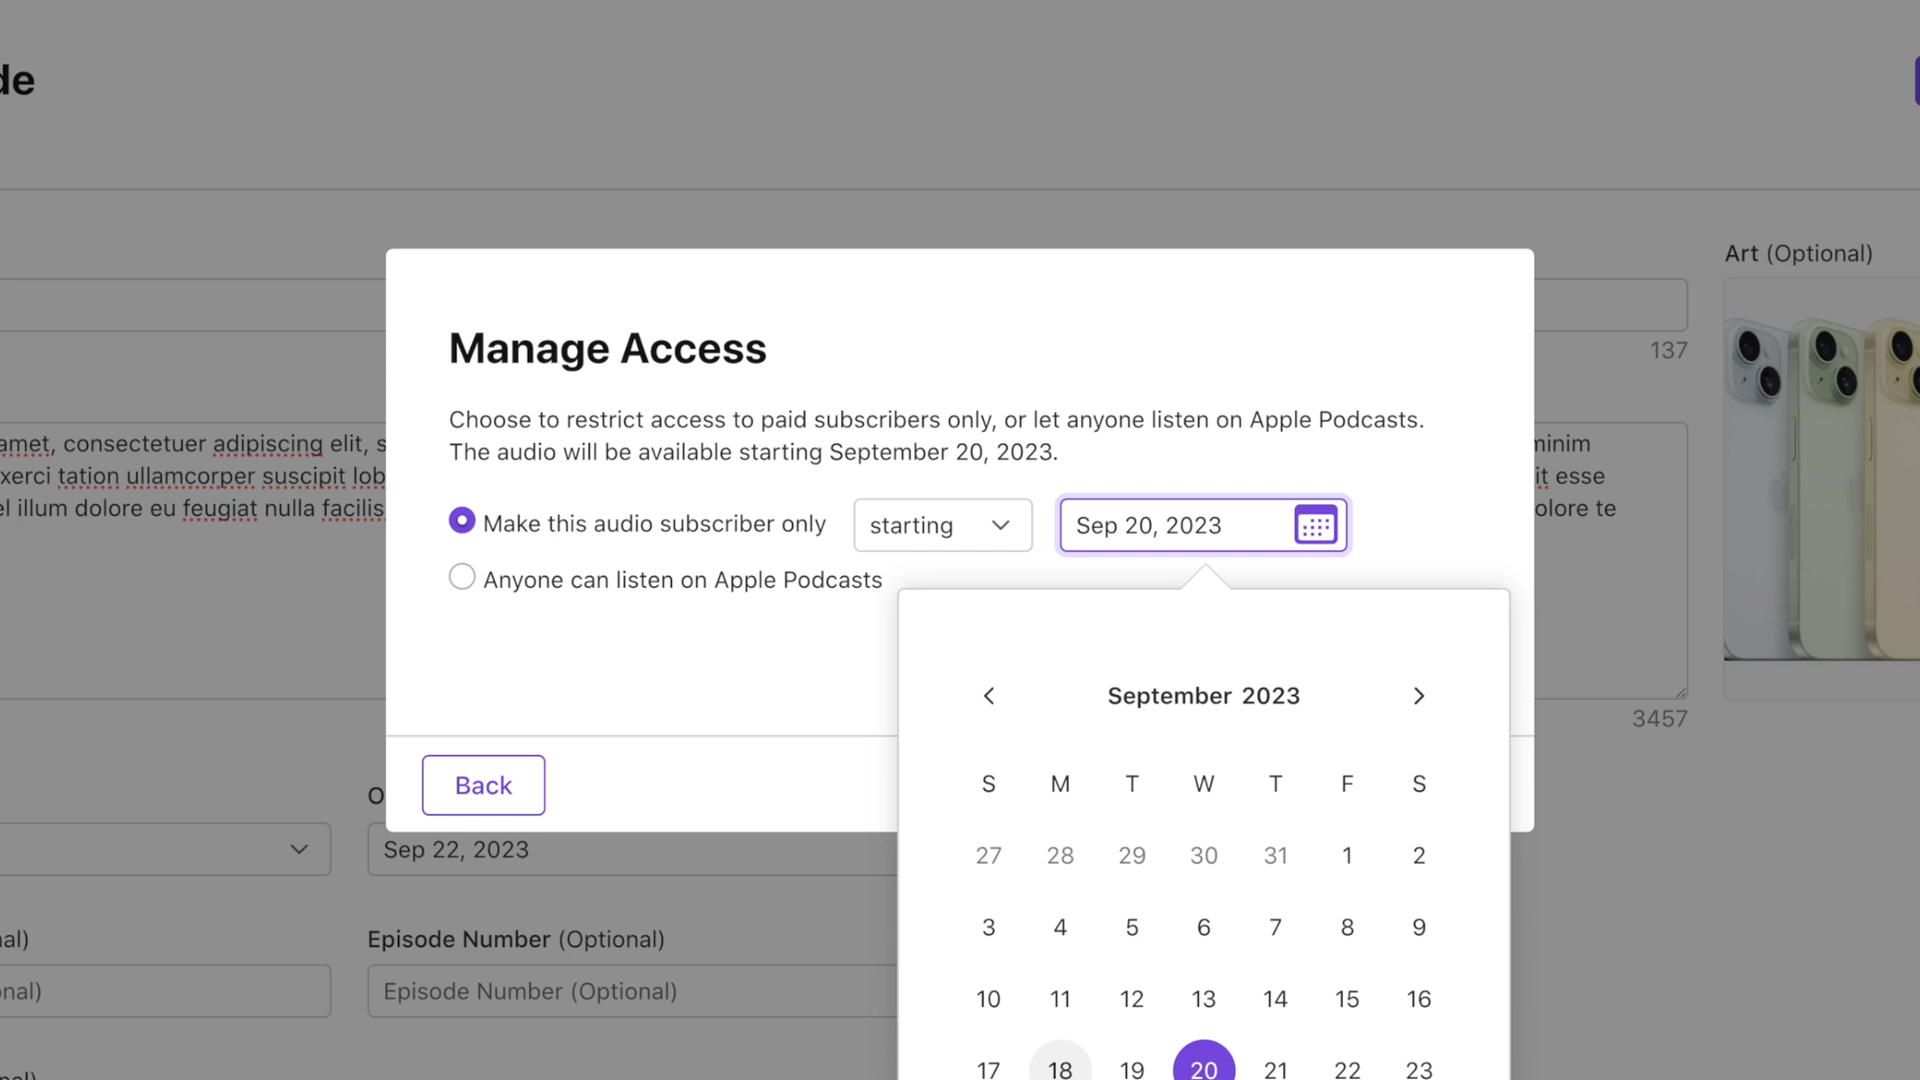 de
Art (Optional)
137
Manage Access
Choose to restrict access to paid subscribers only, or let anyone listen on Apple Podcasts.
The audio will be available starting September 20, 2023.
amet, consectetuer adipiscing elit, s
xerci tation ullamcorper suscipit lob
el illum dolore eu feugiat nulla facilis
minim
it esse
olore te
Make this audio subscriber only
starting
Sep 20, 2023
Anyone can listen on Apple Podcasts
3457
Back
O
Sep 22, 2023
Episode Number (Optional)
nal)
Episode Number (Optional)
September 2023
S M T W T F S
27 28 29 30 31 1 2
3 4 5 6 7 8 9
10 11 12 13 14 15 16
17 18 19 20 21 22 23